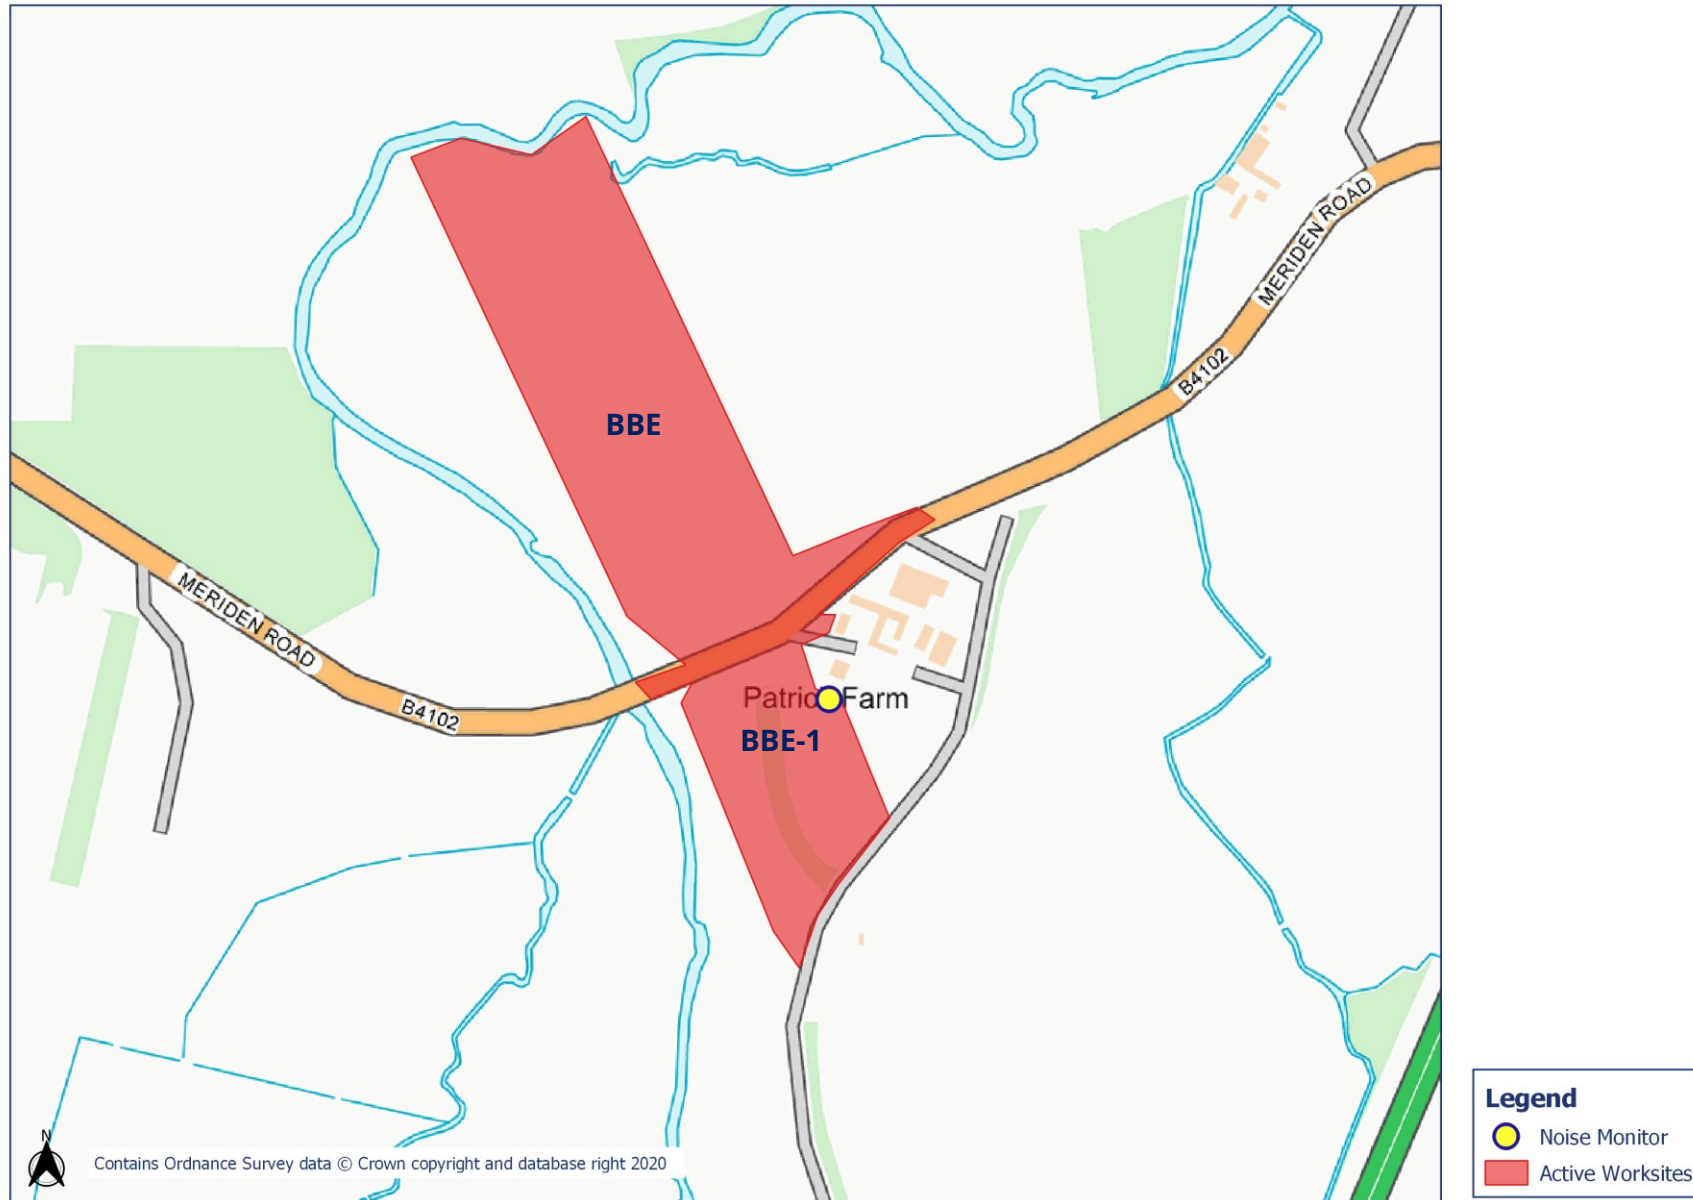 MERIDEN ROAD
B4102
BBE
MERIDEN ROAD
B4102
Patric Farm
BBE-1
N
Contains Ordnance Survey data © Crown copyright and database right 2020
Legend
Noise Monitor
Active Worksites